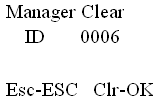 Manager Clear
ID 0006
Esc-ESC Clr-OK